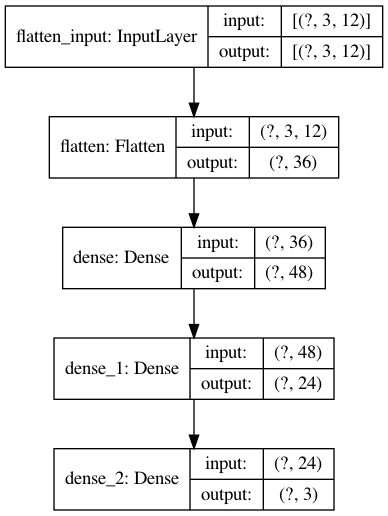 flatten_input: InputLayer
input: [(?, 3, 12)]
output: [(?, 3, 12)]
flatten: Flatten
input: (?, 3, 12)
output: (?, 36)
dense: Dense
input: (?, 36)
output: (?, 48)
dense_1: Dense
input: (?, 48)
output: (?, 24)
dense_2: Dense
input: (?, 24)
output: (?, 3)